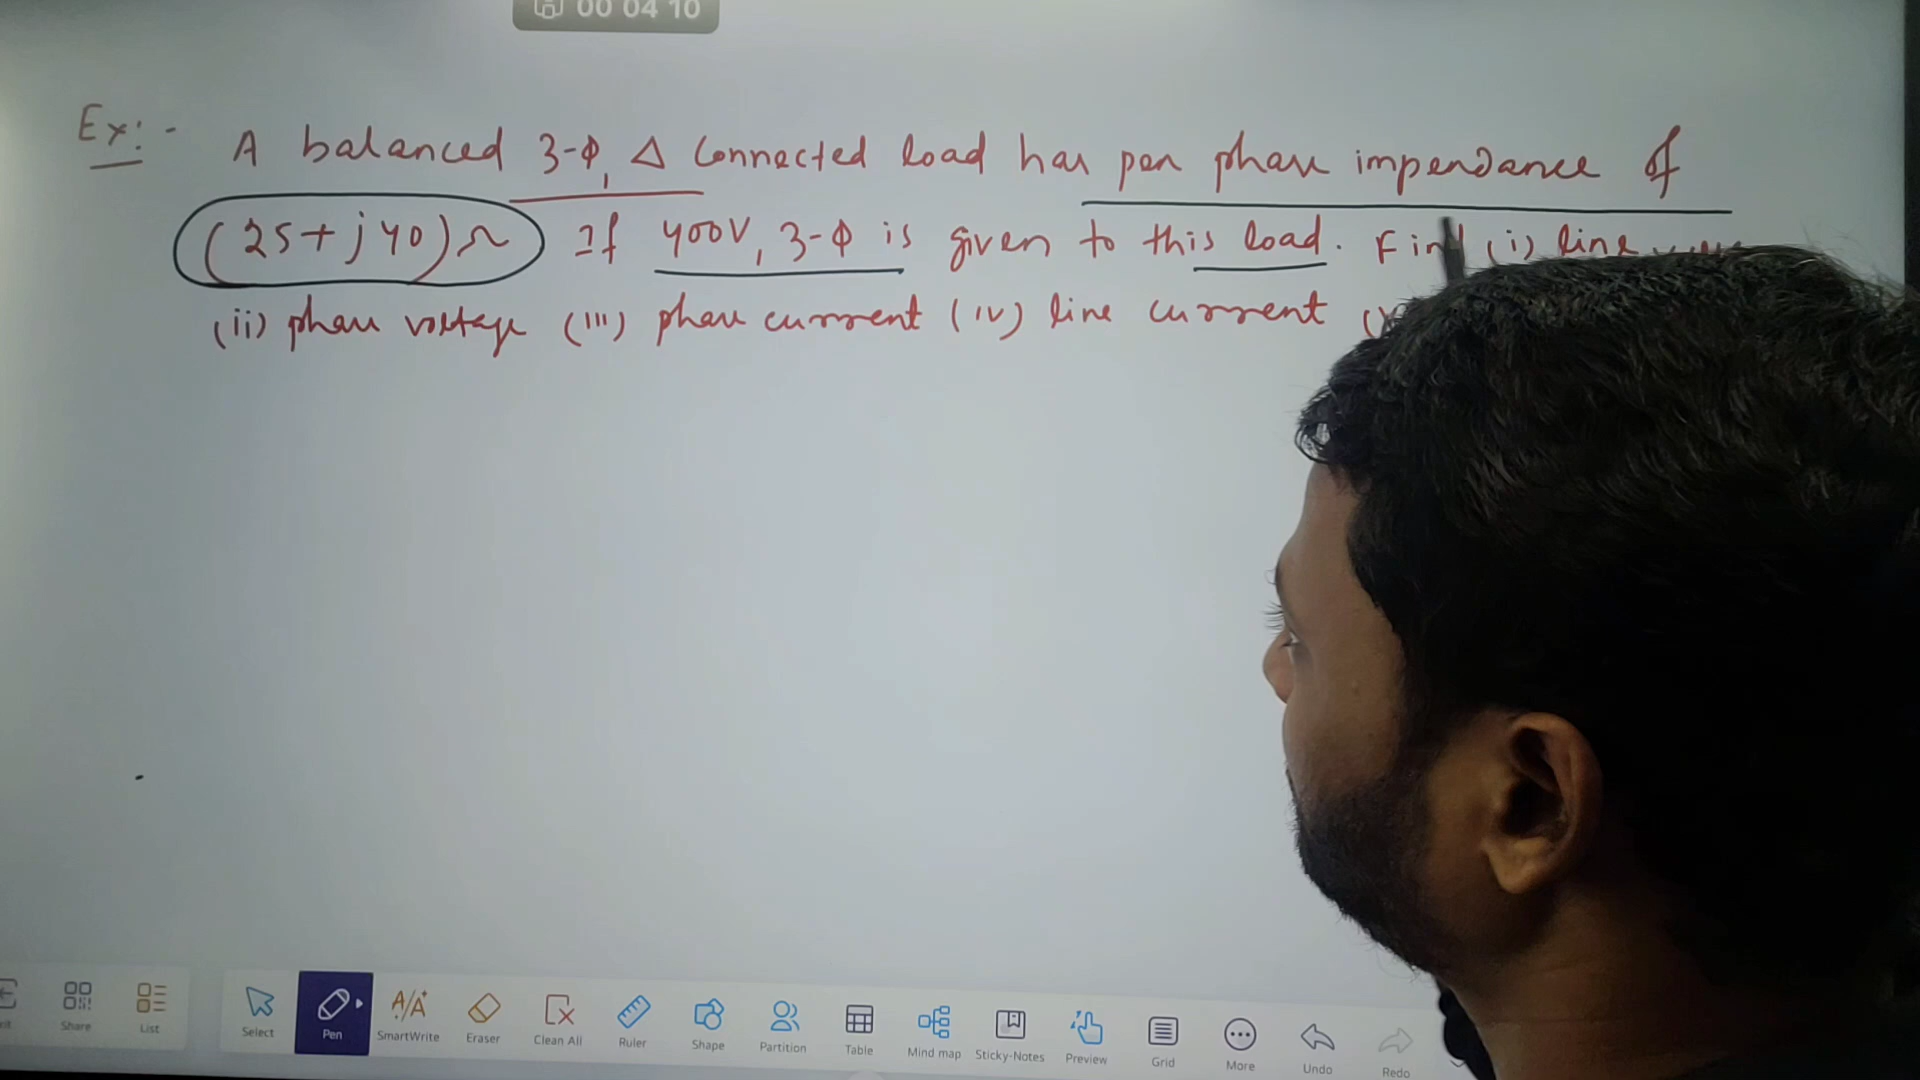 00 04 10
Ex:- A balanced 3-Φ, Δ Connected load has per phase impendance of
(25+j40)Ω If 400V, 3-Φ is given to this load. Find (i) line
(ii) phase voltage (iii) phase current (iv) line current
Share
List
Select
Pen
SmartWrite
Eraser
Clean All
Ruler
Shape
Partition
Table
Mind map
Sticky-Notes
Preview
Grid
More
Undo
Redo